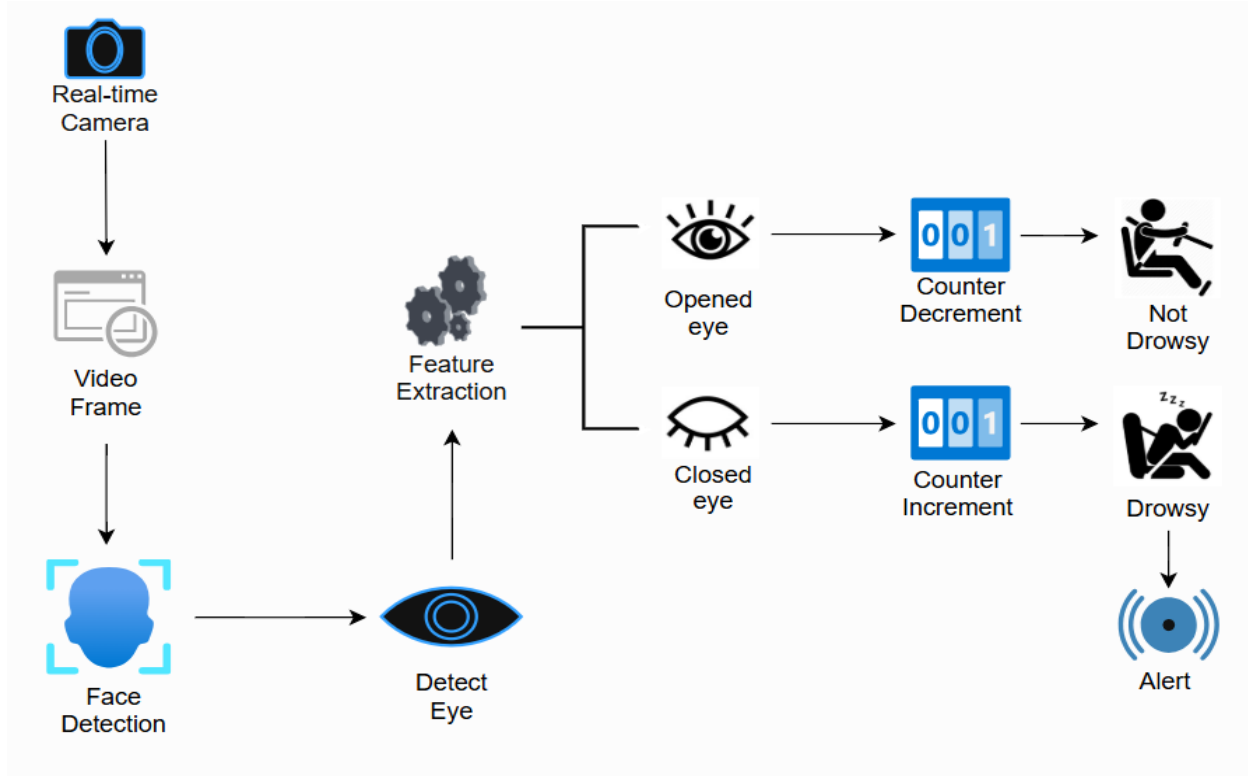 Real-time
Camera
Video
Frame
Face
Detection
Detect
Eye
Feature
Extraction
Opened
eye
001
Counter
Decrement
Not
Drowsy
Closed
eye
001
Counter
Increment
zzz
Drowsy
Alert